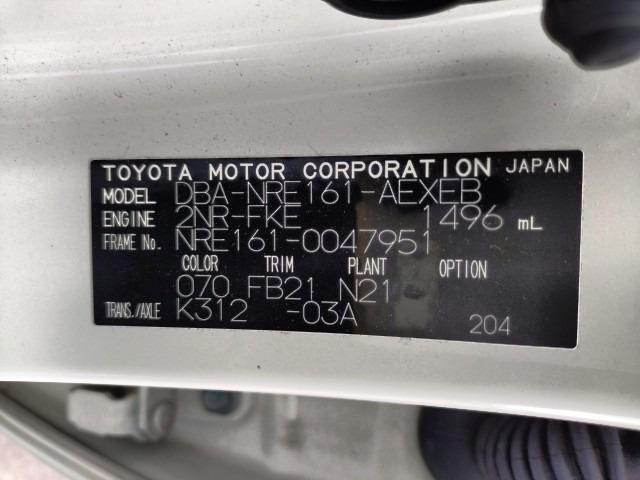 TOYOTA MOTOR CORPORATION JAPAN
MODEL DBA-NRE161-AEXEB
ENGINE 2NR-FKE 1496 mL
FRAME No. NRE161-0047951
COLOR TRIM PLANT OPTION
070 FB21 N21
TRANS./AXLE K312 -03A 204